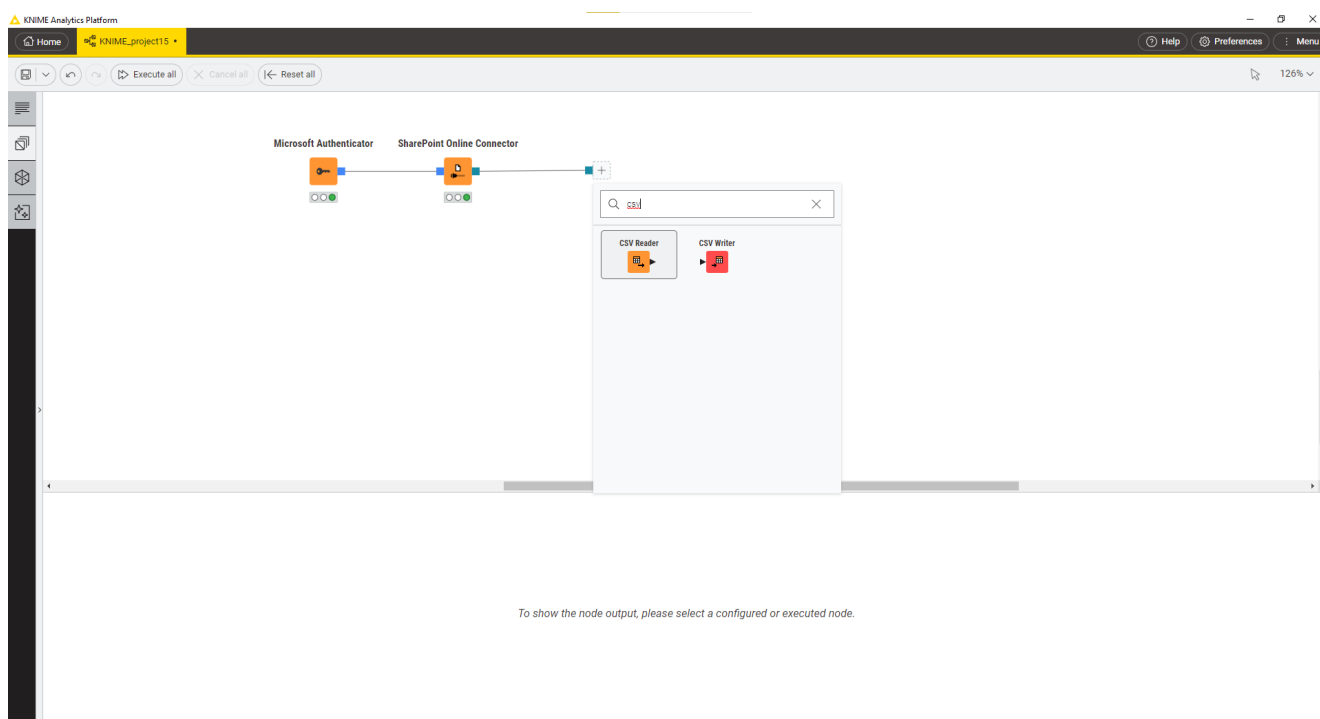 KNIME Analytics Platform
Home
KNIME_project15 •
Help
Preferences
Menu
Execute all
Cancel all
Reset all
126%
Microsoft Authenticator
SharePoint Online Connector
csv
CSV Reader
CSV Writer
To show the node output, please select a configured or executed node.